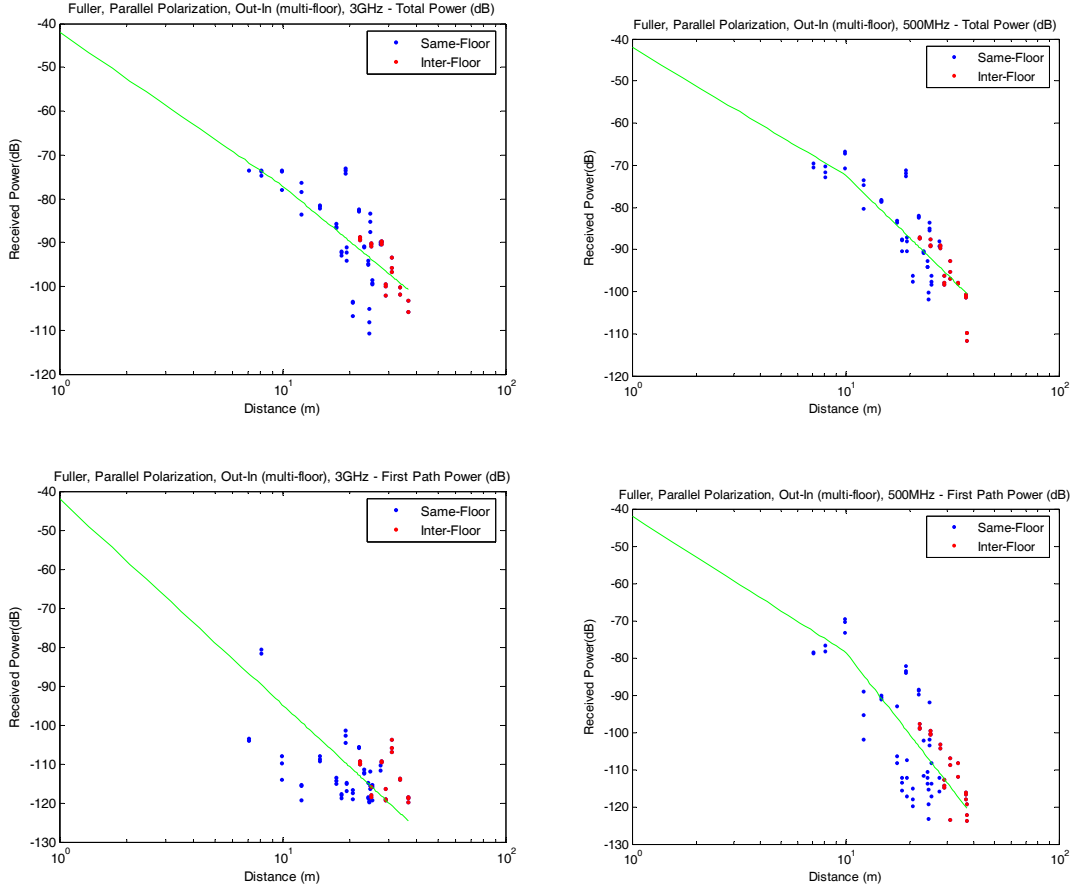 Fuller, Parallel Polarization, Out-In (multi-floor), 3GHz - Total Power (dB)
-40
-50
-60
-70
-80
-90
-100
-110
-120
Received Power(dB)
Same-Floor
Inter-Floor
10^0
10^1
10^2
Distance (m)
Fuller, Parallel Polarization, Out-In (multi-floor), 500MHz - Total Power (dB)
-40
-50
-60
-70
-80
-90
-100
-110
-120
Received Power(dB)
Same-Floor
Inter-Floor
10^0
10^1
10^2
Distance (m)
Fuller, Parallel Polarization, Out-In (multi-floor), 3GHz - First Path Power (dB)
-40
-50
-60
-70
-80
-90
-100
-110
-120
-130
Received Power(dB)
Same-Floor
Inter-Floor
10^0
10^1
10^2
Distance (m)
Fuller, Parallel Polarization, Out-In (multi-floor), 500MHz - First Path Power (dB)
-40
-50
-60
-70
-80
-90
-100
-110
-120
-130
Received Power(dB)
Same-Floor
Inter-Floor
10^0
10^1
10^2
Distance (m)